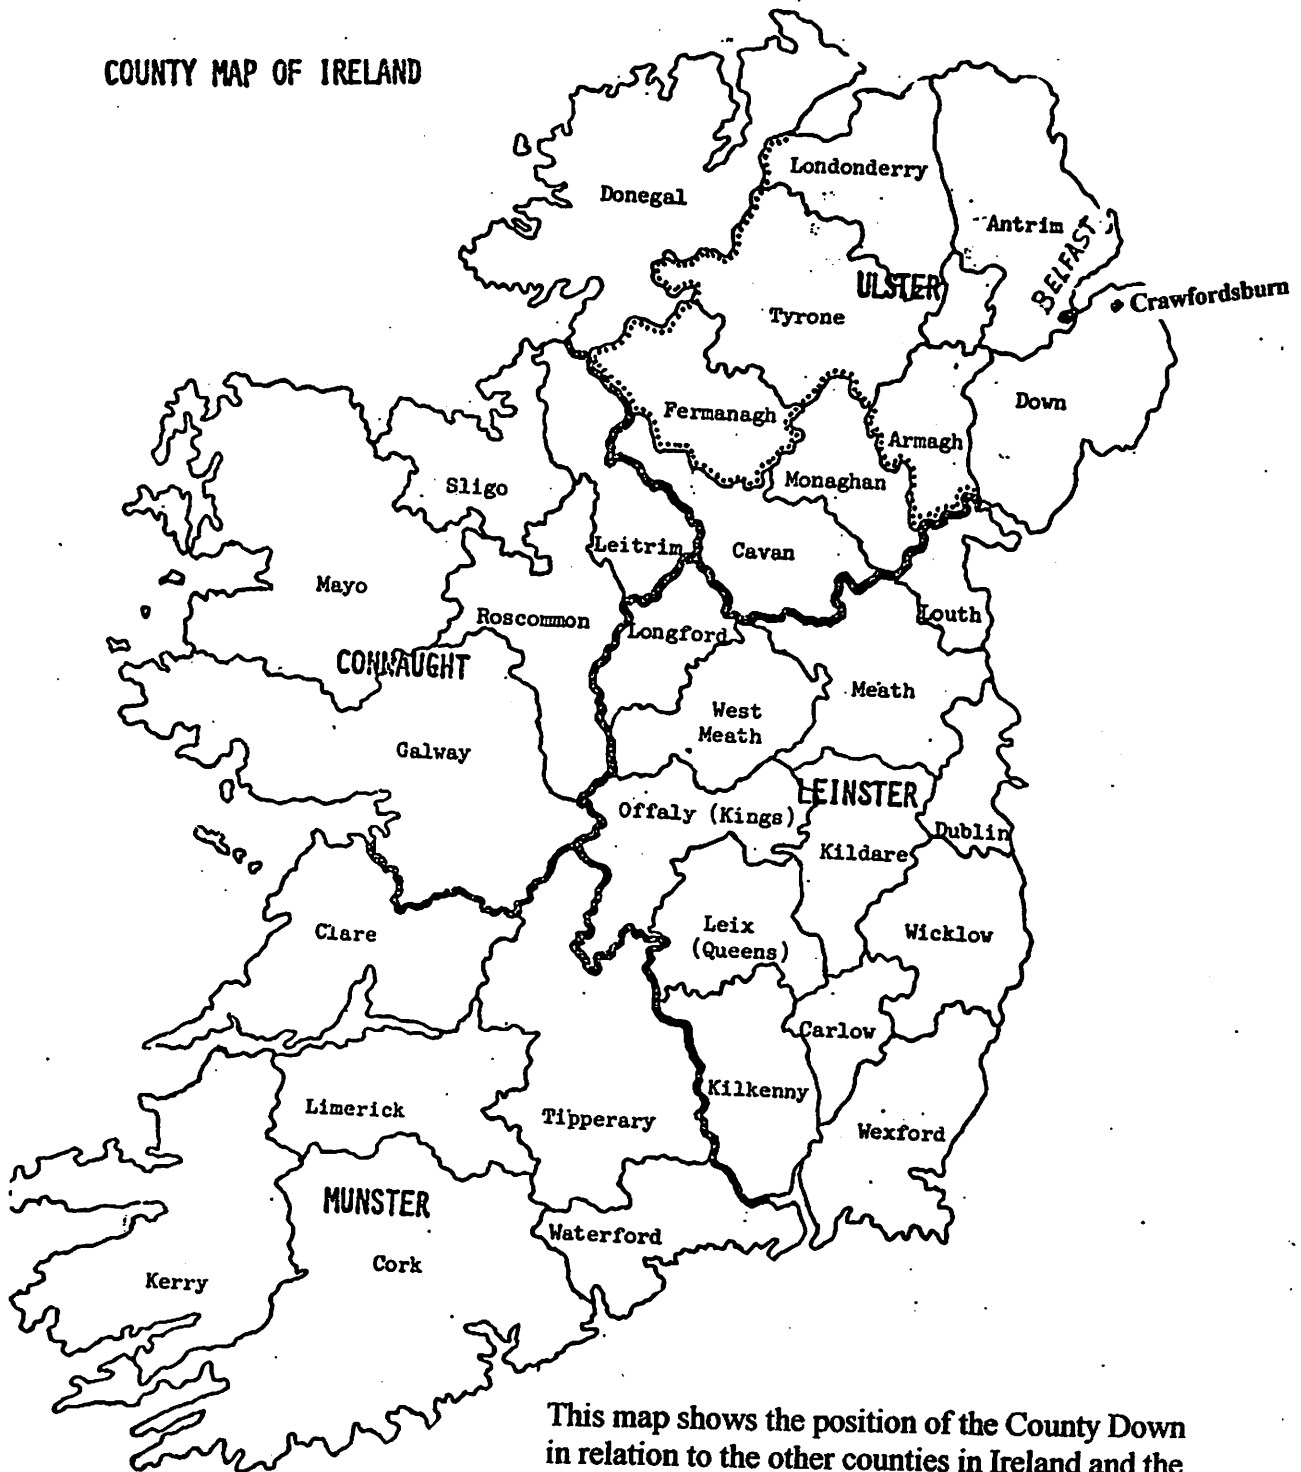 COUNTY MAP OF IRELAND
Londonderry
Donegal
Antrim
BELFAST
ULSTER
Crawfordsburn
Tyrone
Down
Fermanagh
Armagh
Monaghan
Sligo
Leitrim
Cavan
Mayo
Roscommon
Louth
Longford
CONNAUGHT
Meath
West
Meath
Galway
LEINSTER
Offaly (Kings)
Dublin
Kildare
Clare
Leix
(Queens)
Wicklow
Carlow
Kilkenny
Limerick
Tipperary
Wexford
MUNSTER
Waterford
Cork
Kerry
This map shows the position of the County Down
in relation to the other counties in Ireland and the